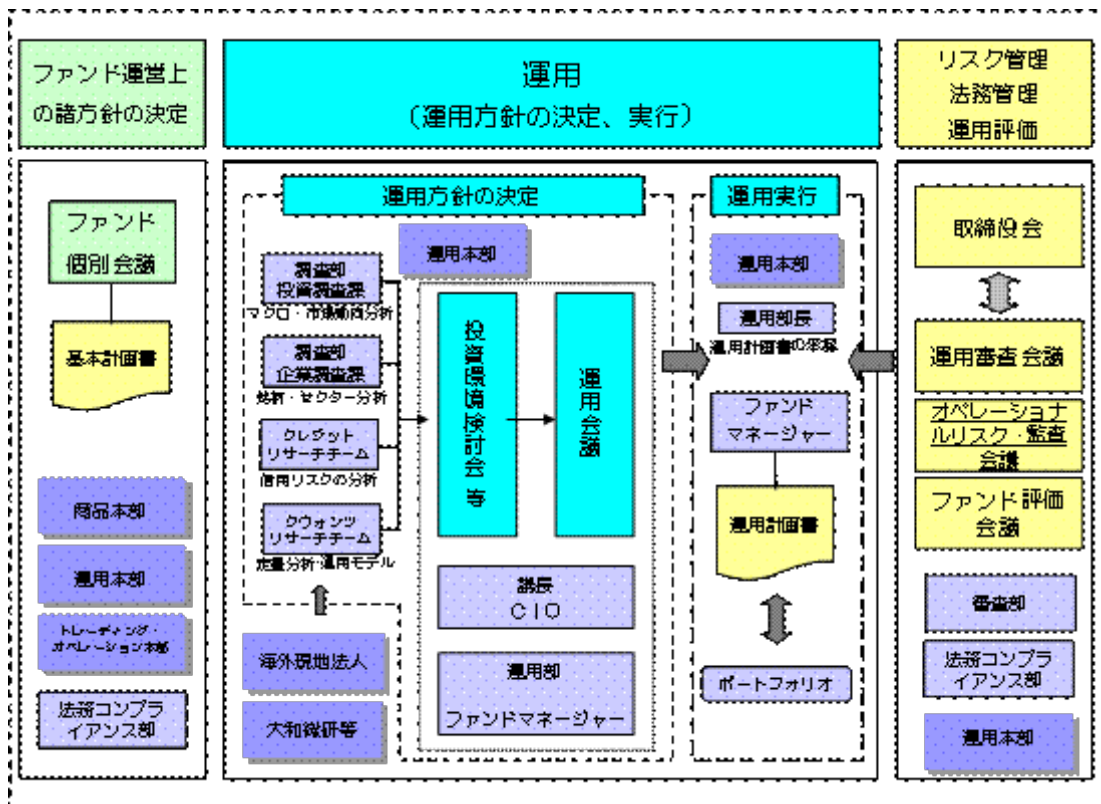 ファンド運営上
の諸方針の決定
運用
（運用方針の決定、実行）
リスク管理
法務管理
運用評価
ファンド
個別会議
基本計画書
商品本部
運用本部
トレーディング・
オペレーション本部
法務コンプラ
イアンス部
運用方針の決定
運用本部
調査部
投資調査課
マクロ・市場動向分析
調査部
企業調査課
銘柄・セクター分析
クレジット
リサーチチーム
信用リスクの分析
クウォンツ
リサーチチーム
定量分析・運用モデル
海外現地法人
大和総研等
投資環境検討会 等
運用会議
議長
ＣＩＯ
運用部
ファンドマネージャー
運用実行
運用本部
運用部長
運用計画書の承認
ファンド
マネージャー
運用計画書
ポートフォリオ
取締役会
運用審査会議
オペレーショナ
ルリスク・監査
会議
ファンド評価
会議
審査部
法務コンプラ
イアンス部
運用本部